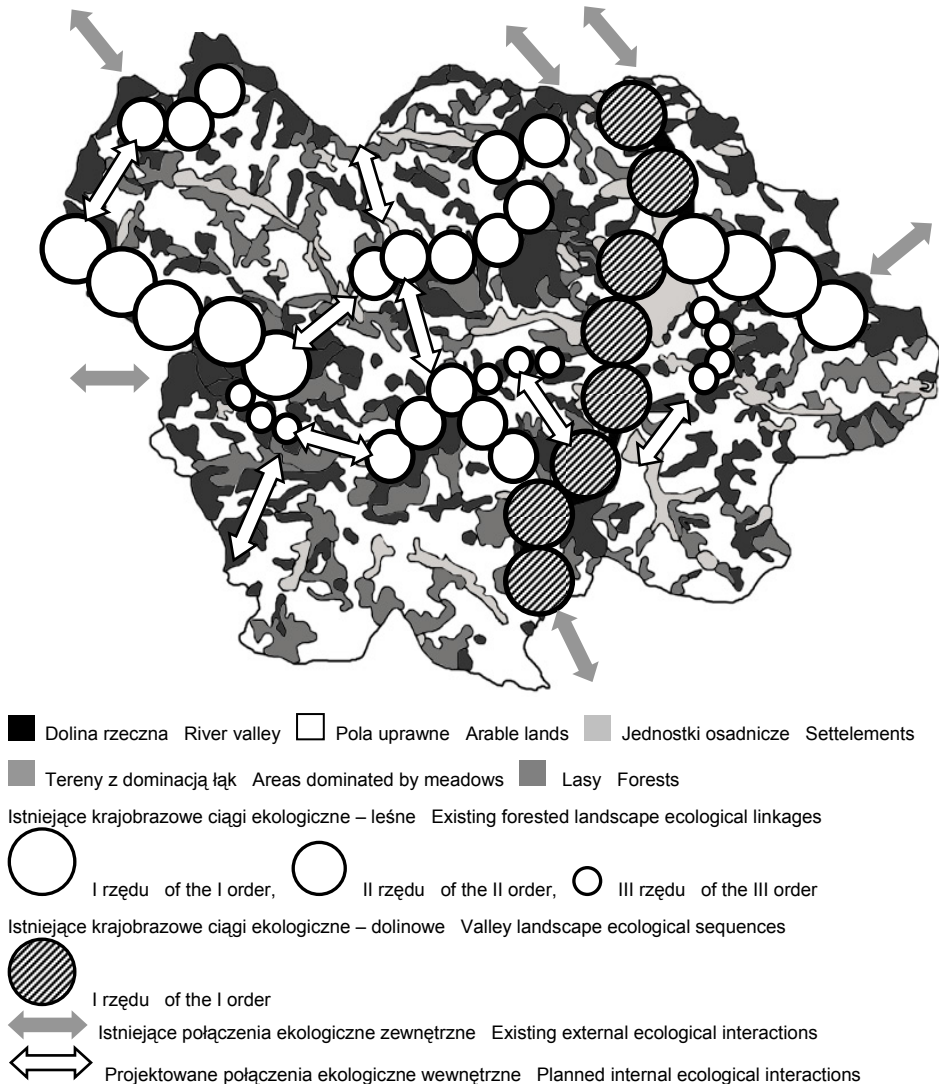 Dolina rzeczna River valley Pola uprawne Arable lands Jednostki osadnicze Settelements
Tereny z dominacją łąk Areas dominated by meadows Lasy Forests
Istniejące krajobrazowe ciągi ekologiczne – leśne Existing forested landscape ecological linkages
I rzędu of the I order, II rzędu of the II order, III rzędu of the III order
Istniejące krajobrazowe ciągi ekologiczne – dolinowe Valley landscape ecological sequences
I rzędu of the I order
Istniejące połączenia ekologiczne zewnętrzne Existing external ecological interactions
Projektowane połączenia ekologiczne wewnętrzne Planned internal ecological interactions